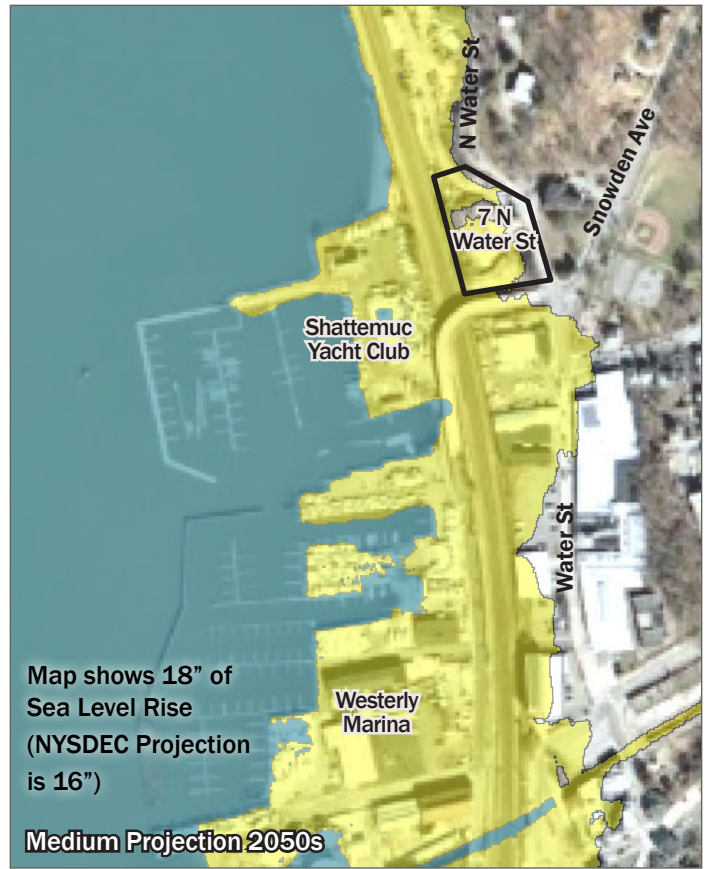 N Water St
Snowden Ave
7 N
Water St
Shattemuc
Yacht Club
Water St
Westerly
Marina
Map shows 18” of
Sea Level Rise
(NYSDEC Projection
is 16”)
Medium Projection 2050s